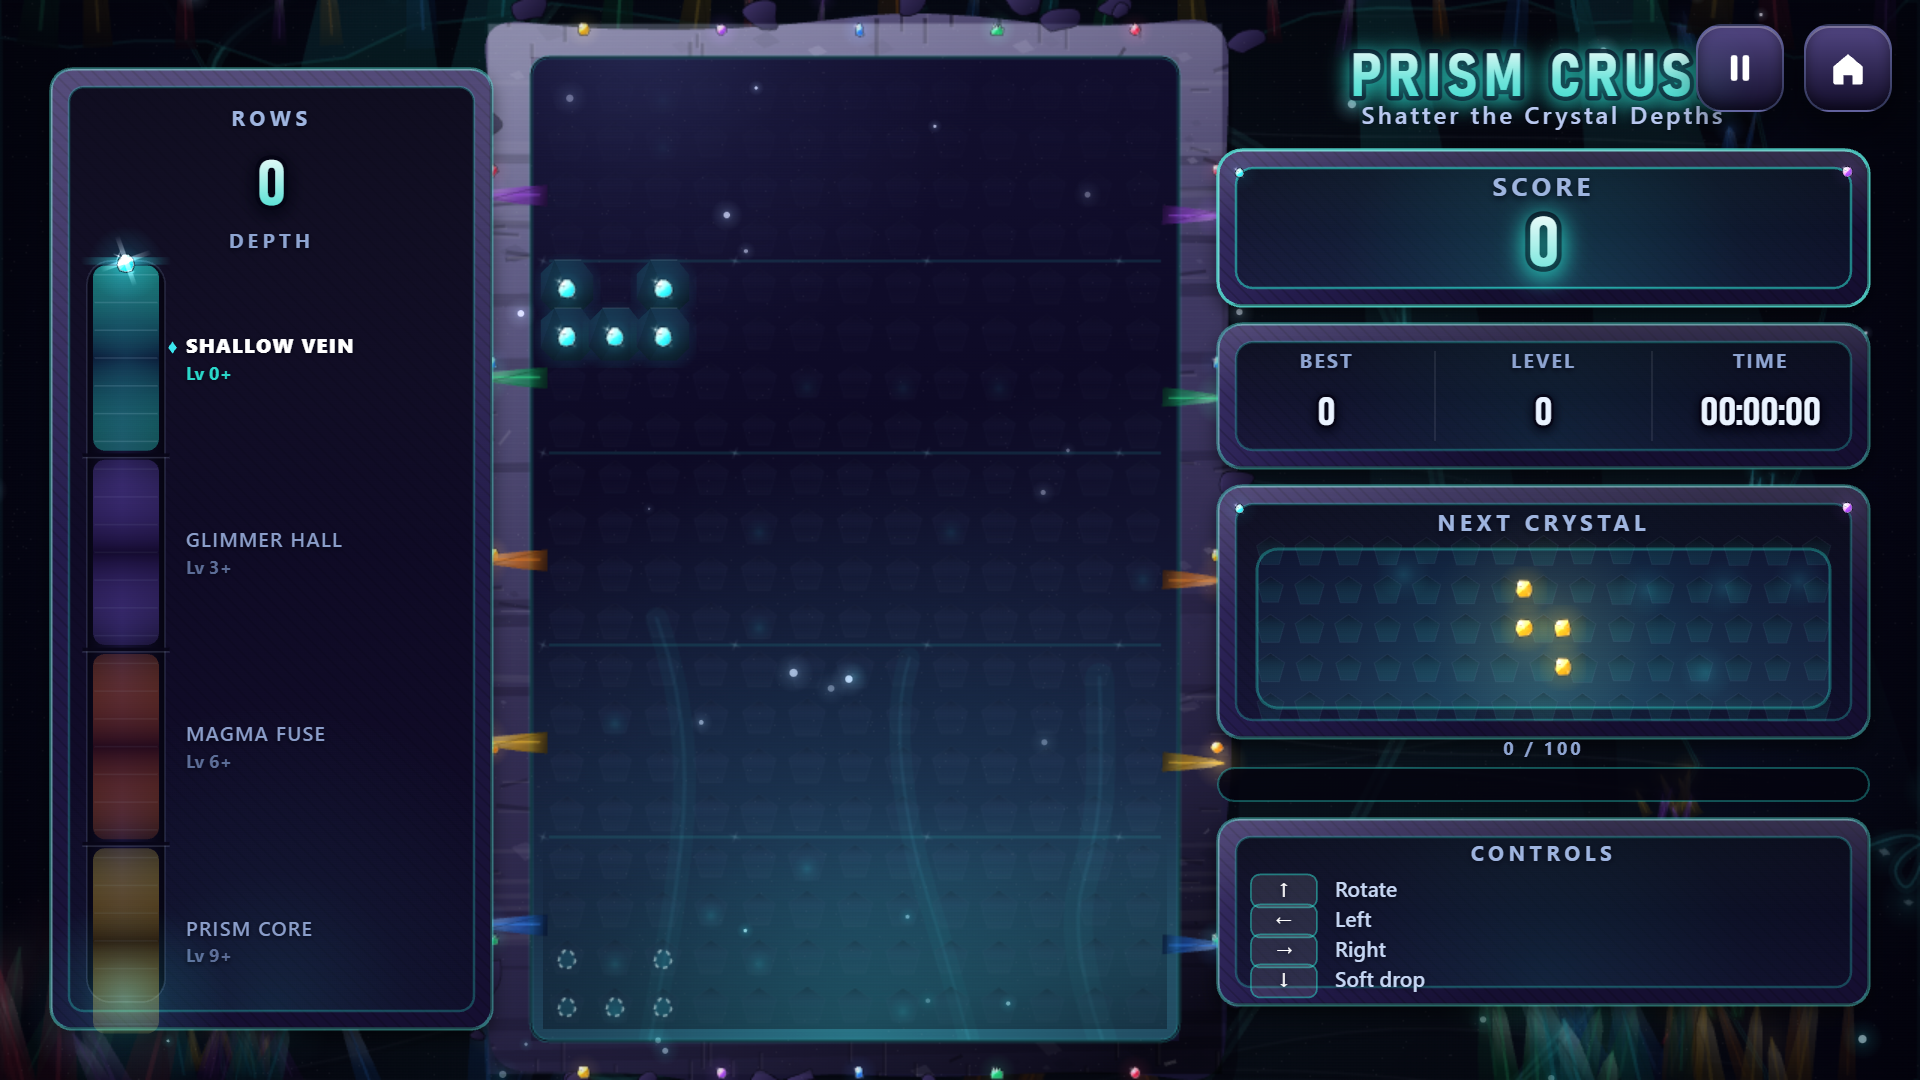 ROWS
0
DEPTH
SHALLOW VEIN
Lv 0+
GLIMMER HALL
Lv 3+
MAGMA FUSE
Lv 6+
PRISM CORE
Lv 9+
PRISM CRUS
Shatter the Crystal Depths
SCORE
0
BEST
LEVEL
TIME
0
0
00:00:00
NEXT CRYSTAL
0 / 100
CONTROLS
↑ Rotate
← Left
→ Right
↓ Soft drop